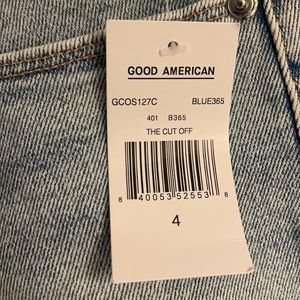 GOOD AMERICAN
GCOS127C BLUE365
401 B365
THE CUT OFF
8 40053 52553 8
4